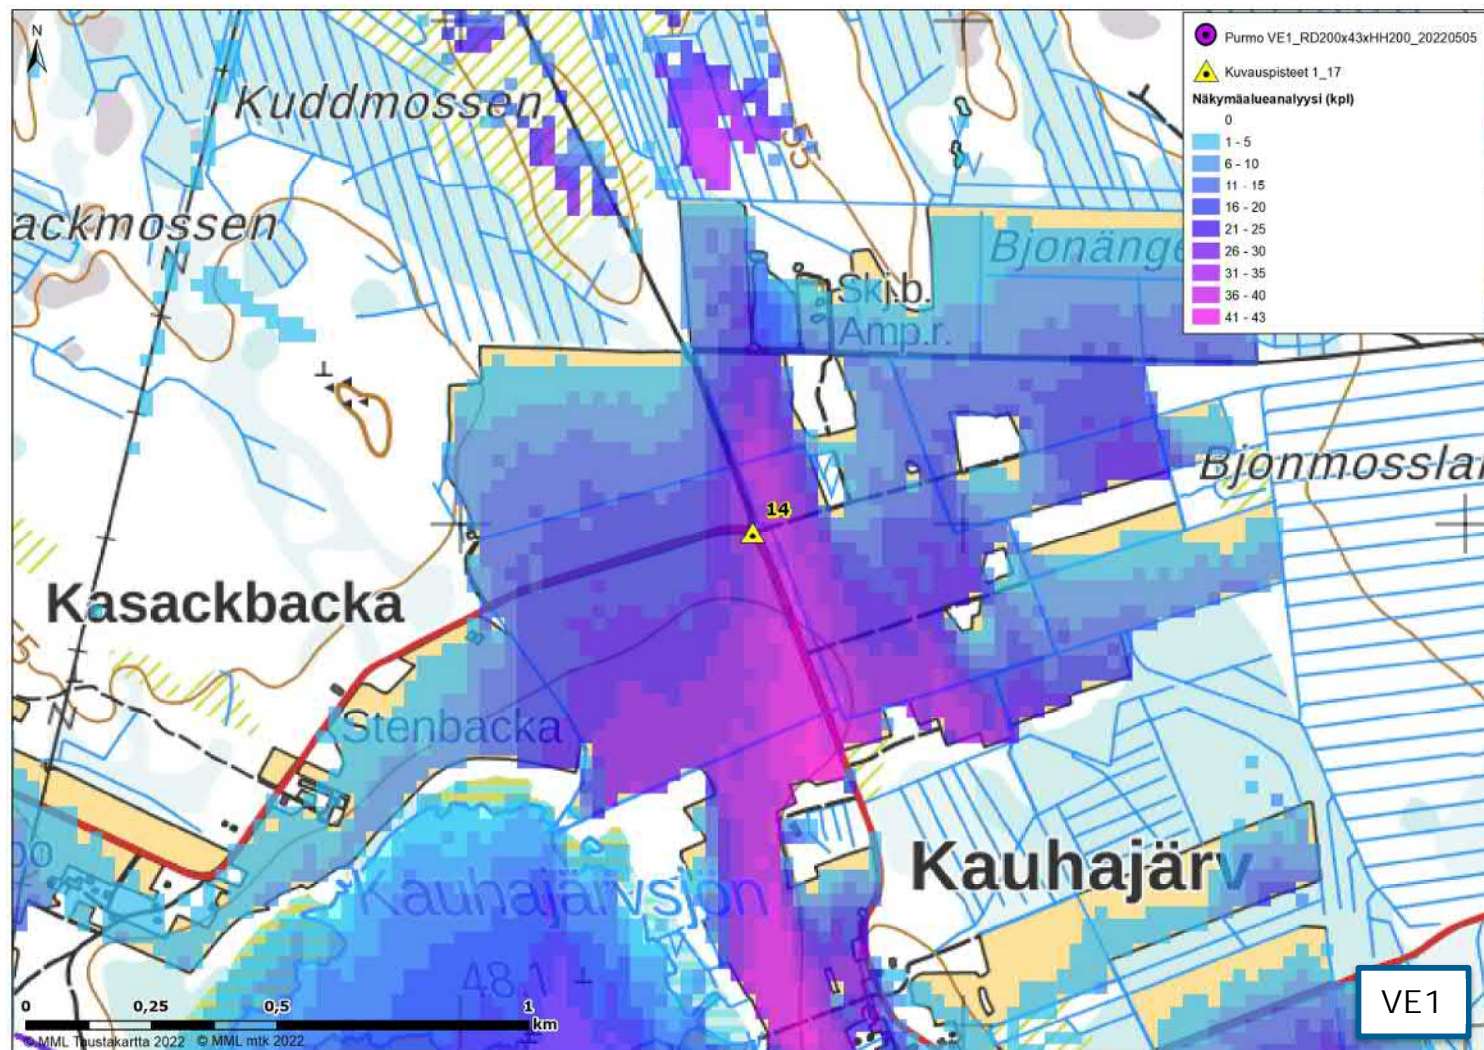 N
Purmo VE1_RD200x43xHH200_20220505
Kuvauspisteet 1_17
Näkymäalueanalyysi (kpl)
0
1 - 5
6 - 10
11 - 15
16 - 20
21 - 25
26 - 30
31 - 35
36 - 40
41 - 43
Kuddmossen
55
ackmossen
Bjonänge
Skj.b.
Amp.r.
Bjonmossla
14
Kasackbacka
55
Stenbacka
Kauhajärv
Kauhajärvsjön
48.1
0 0,25 0,5 1
km
© MML Taustakartta 2022 © MML mtk 2022
VE1